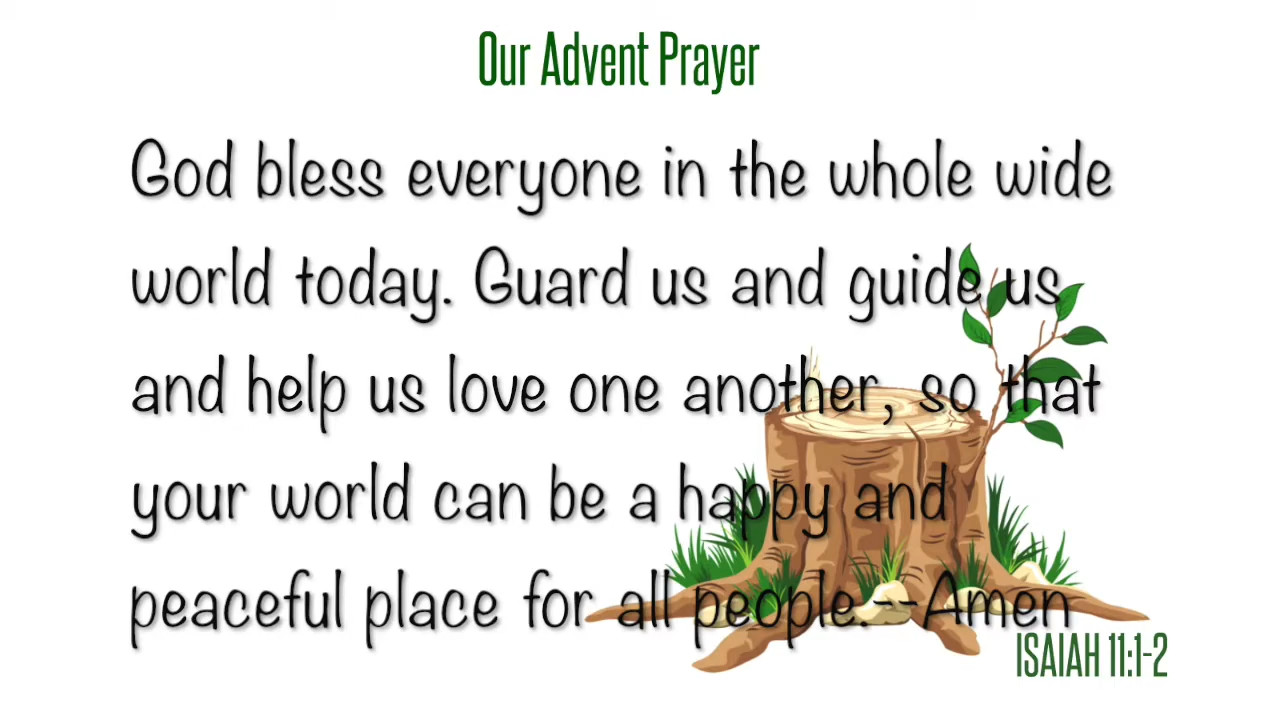 Our Advent Prayer
God bless everyone in the whole wide
world today. Guard us and guide us
and help us love one another, so that
your world can be a happy and
peaceful place for all people.--Amen
ISAIAH 11:1-2